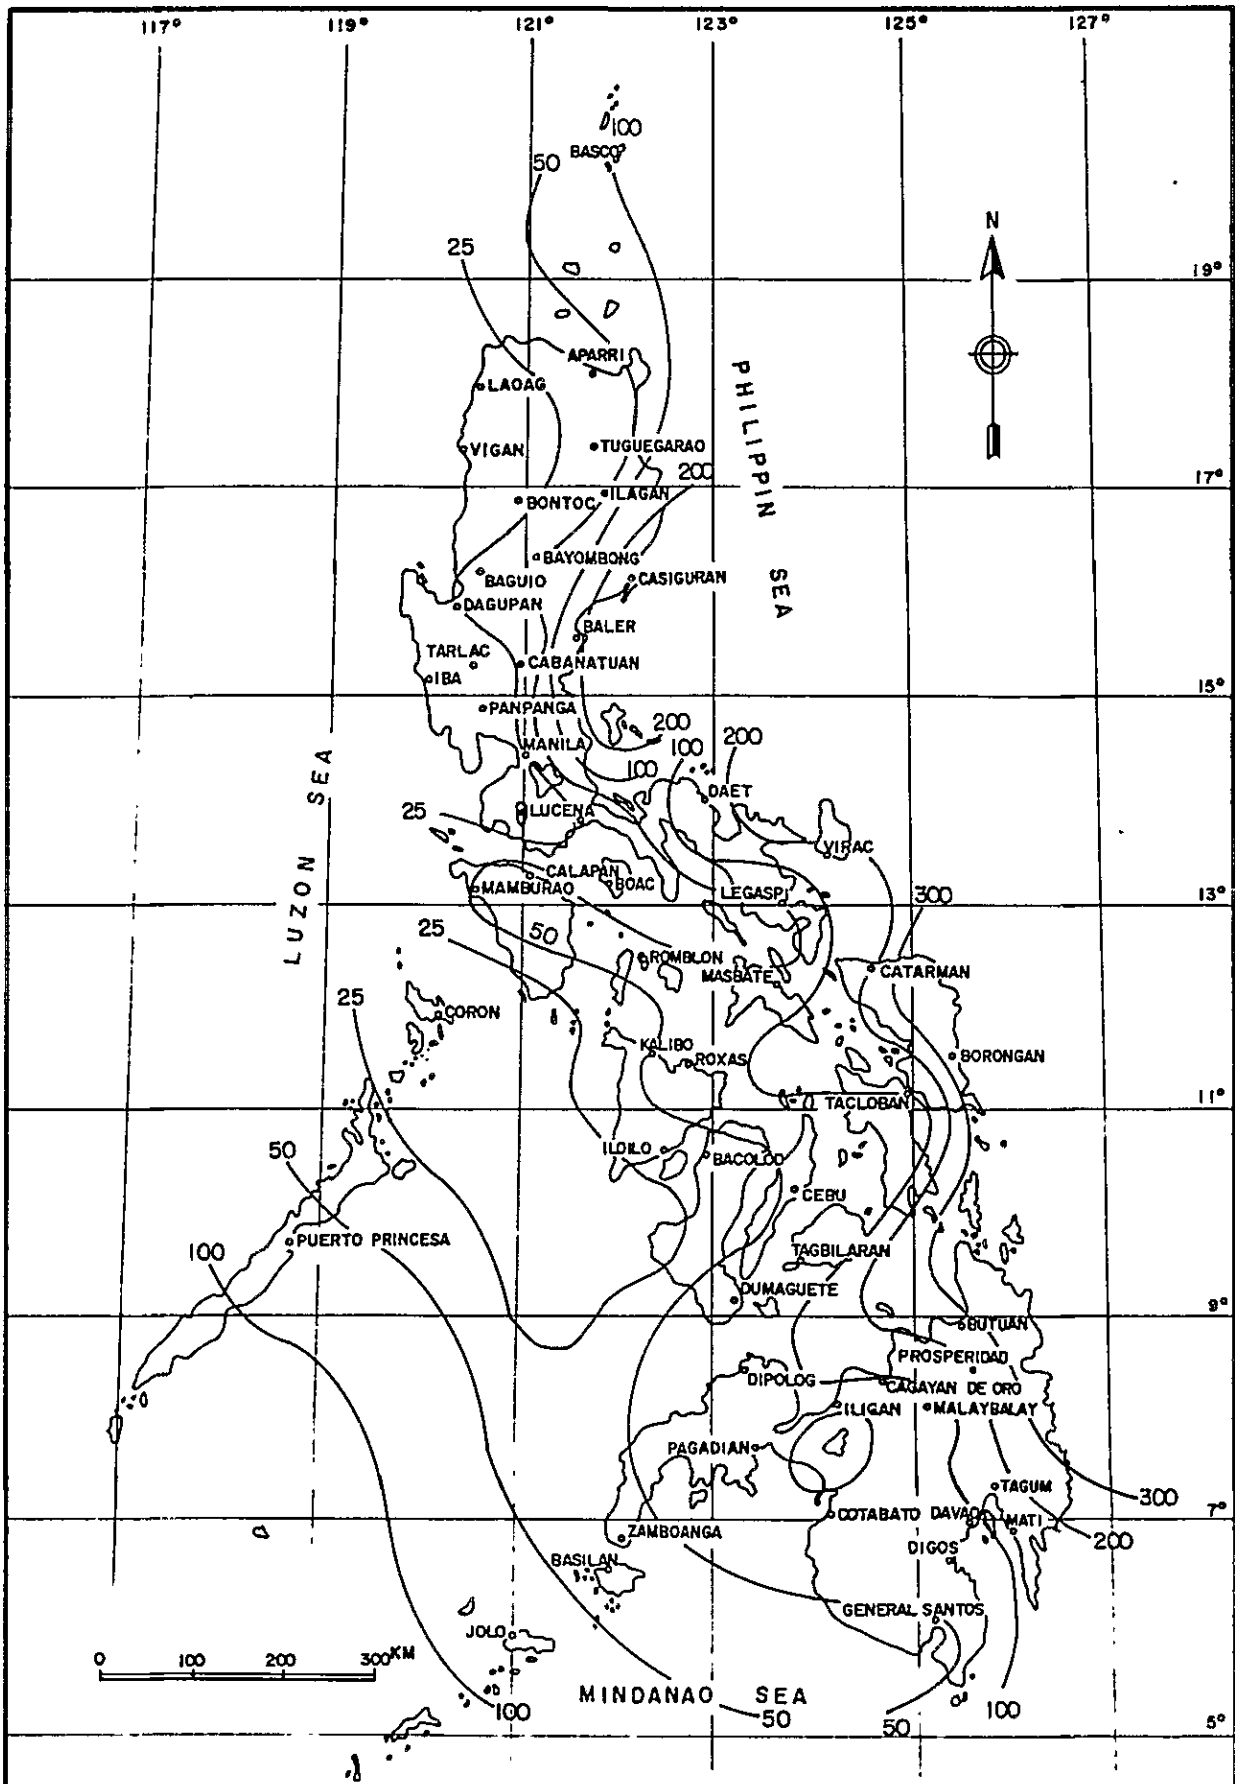 117° 119° 121° 123° 125° 127°
100
BASCO
50
N
25
19°
APARRI
LAOAG
PHILIPPIN SEA
VIGAN
TUGUEGARAO
200
17°
ILAGAN
BONTOC
BAYOMBONG
BAGUIO
CASIGURAN
DAGUPAN
BALER
TARLAC
CABANATUAN
IBA
15°
PANPANGA
200
MANILA
100
200
100
LUZON SEA
DAET
25
LUCENA
VIRAC
CALAPAN
MAMBURAO
BOAC
LEGASPI
300
13°
25
50
ROMBLON
MASBATE
CATARMAN
25
CORON
KALIBO
ROXAS
BORONGAN
TACLOBAN
11°
50
ILOILO
BACOLOD
CEBU
PUERTO PRINCESA
100
TAGBILARAN
DUMAGUETE
9°
BUTUAN
PROSPERIDAD
DIPOLOG
CAGAYAN DE ORO
ILIGAN
MALAYBALAY
PAGADIAN
TAGUM
300
COTABATO
DAVAO
MATI
7°
ZAMBOANGA
200
DIGOS
BASILAN
GENERAL SANTOS
JOLO
0 100 200 300 KM
MINDANAO SEA
100
50
50
100
5°